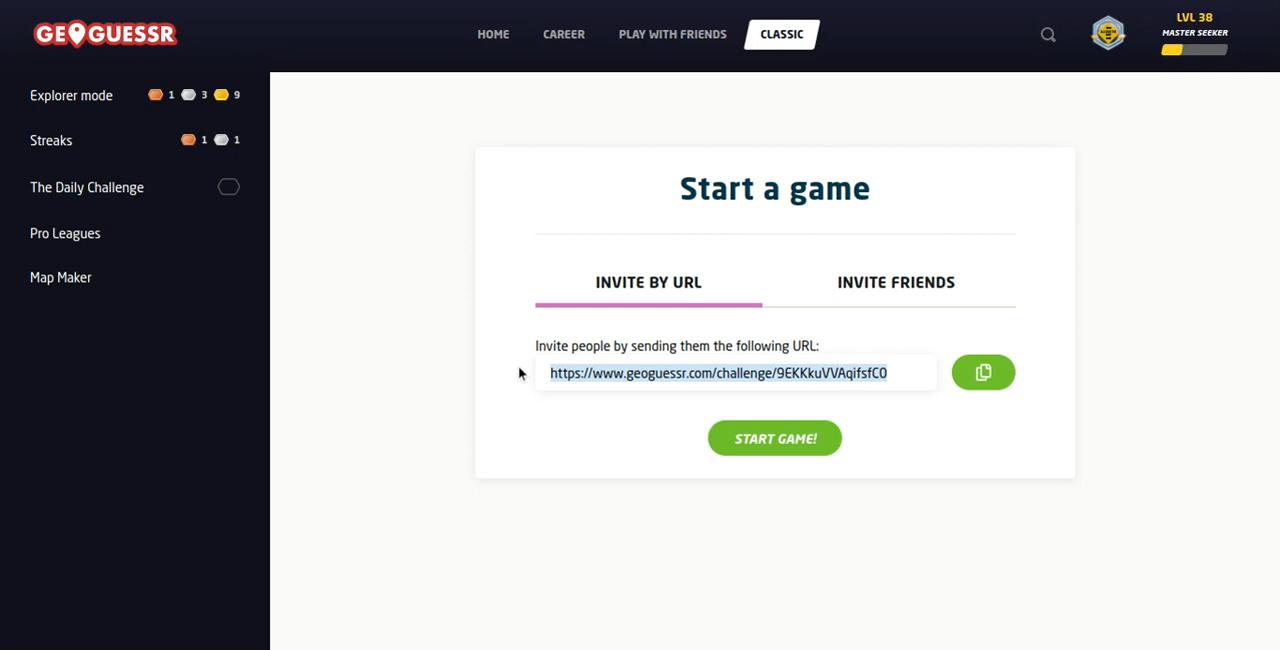 GEOGUESSR
HOME CAREER PLAY WITH FRIENDS CLASSIC
LVL 38
MASTER SEEKER
Explorer mode 1 3 9
Streaks 1 1
The Daily Challenge
Pro Leagues
Map Maker
Start a game
INVITE BY URL INVITE FRIENDS
Invite people by sending them the following URL:
https://www.geoguessr.com/challenge/9EKKkuVVAqifsfC0
START GAME!